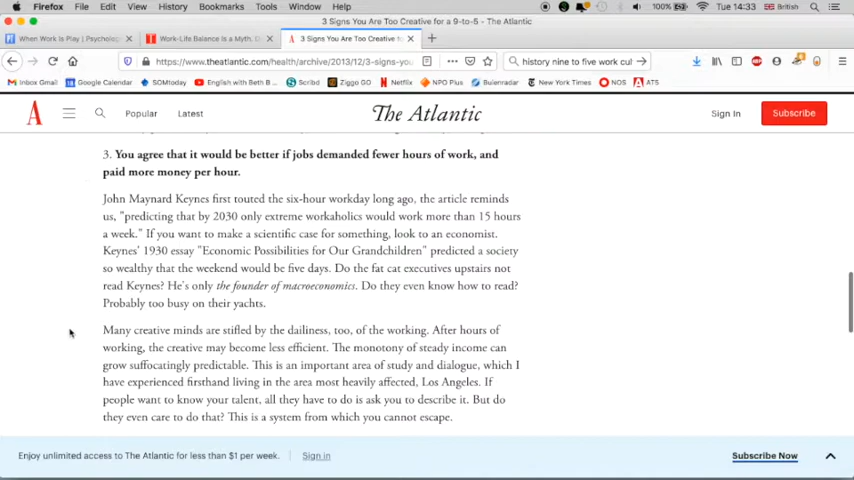 Firefox File Edit View History Bookmarks Tools Window Help 100% Tue 14:33 British
3 Signs You Are Too Creative for a 9-to-5 - The Atlantic
When Work Is Play | Psycholog
Work-Life Balance Is a Myth. D
3 Signs You Are Too Creative fo
https://www.theatlantic.com/health/archive/2013/12/3-signs-you-
history nine to five work cul
Inbox Gmail Google Calendar SOMtoday English with Beth B ... Scribd Ziggo GO Netflix NPO Plus Buienradar New York Times NOS ATS
Popular Latest The Atlantic Sign In Subscribe
3. You agree that it would be better if jobs demanded fewer hours of work, and
paid more money per hour.
John Maynard Keynes first touted the six-hour workday long ago, the article reminds
us, "predicting that by 2030 only extreme workaholics would work more than 15 hours
a week." If you want to make a scientific case for something, look to an economist.
Keynes' 1930 essay "Economic Possibilities for Our Grandchildren" predicted a society
so wealthy that the weekend would be five days. Do the fat cat executives upstairs not
read Keynes? He's only the founder of macroeconomics. Do they even know how to read?
Probably too busy on their yachts.
Many creative minds are stifled by the dailiness, too, of the working. After hours of
working, the creative may become less efficient. The monotony of steady income can
grow suffocatingly predictable. This is an important area of study and dialogue, which I
have experienced firsthand living in the area most heavily affected, Los Angeles. If
people want to know your talent, all they have to do is ask you to describe it. But do
they even care to do that? This is a system from which you cannot escape.
Enjoy unlimited access to The Atlantic for less than $1 per week. Sign in Subscribe Now